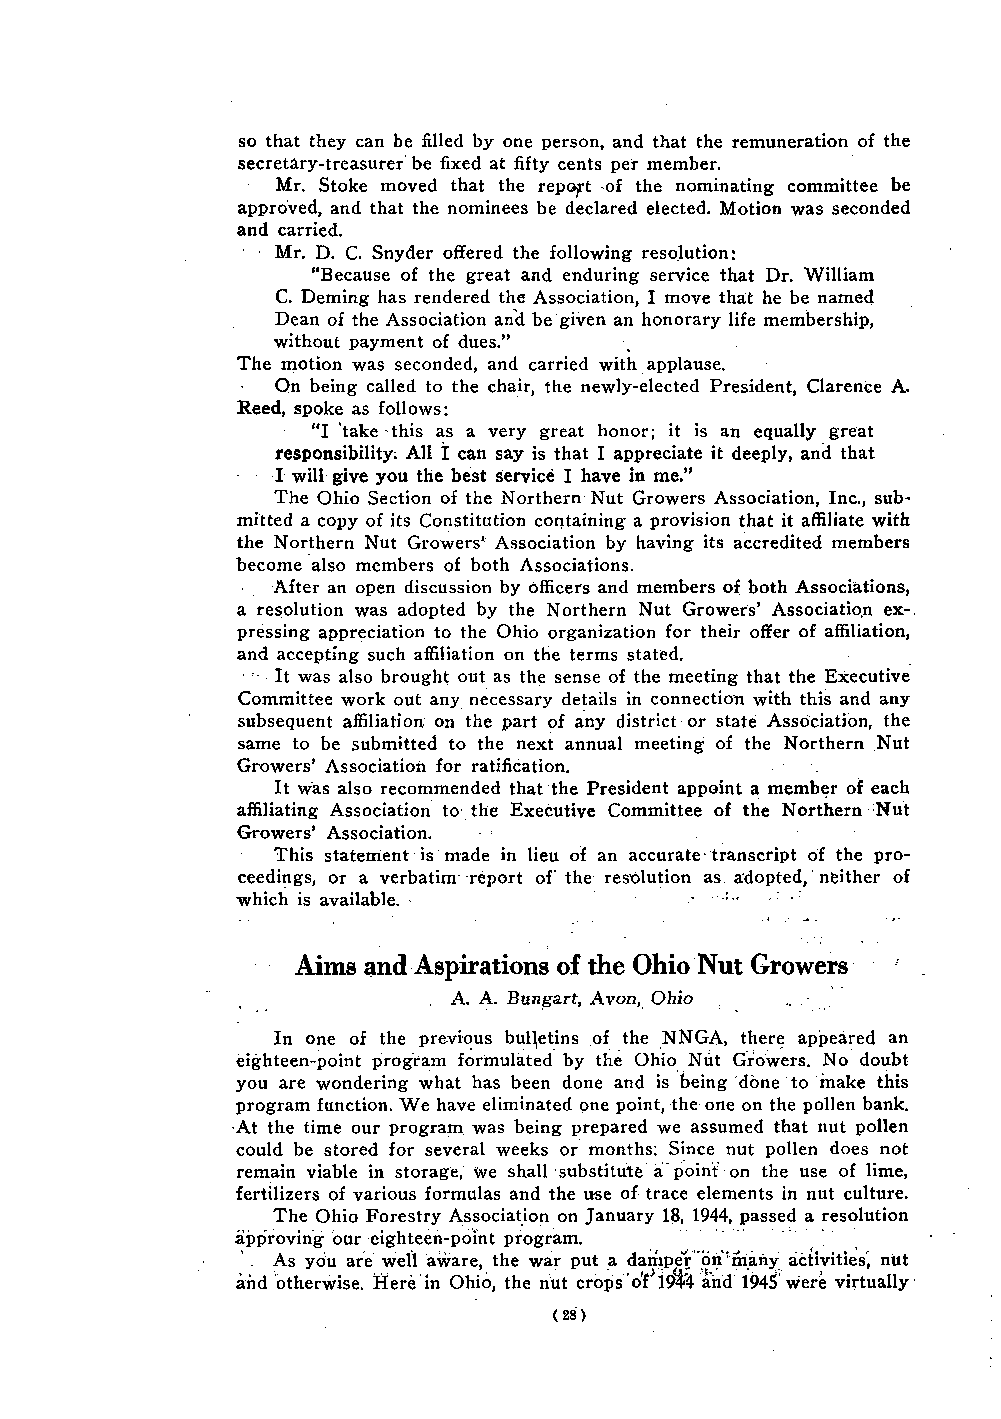 so that they can be filled by one person, and that the remuneration of the
secretary-treasurer be fixed at fifty cents per member.
Mr. Stoke moved that the report of the nominating committee be
approved, and that the nominees be declared elected. Motion was seconded
and carried.
Mr. D. C. Snyder offered the following resolution:
"Because of the great and enduring service that Dr. William
C. Deming has rendered the Association, I move that he be named
Dean of the Association and be given an honorary life membership,
without payment of dues."
The motion was seconded, and carried with applause.
On being called to the chair, the newly-elected President, Clarence A.
Reed, spoke as follows:
"I take this as a very great honor; it is an equally great
responsibility. All I can say is that I appreciate it deeply, and that
I will give you the best service I have in me."
The Ohio Section of the Northern Nut Growers Association, Inc., sub-
mitted a copy of its Constitution containing a provision that it affiliate with
the Northern Nut Growers' Association by having its accredited members
become also members of both Associations.
After an open discussion by officers and members of both Associations,
a resolution was adopted by the Northern Nut Growers' Association ex-
pressing appreciation to the Ohio organization for their offer of affiliation,
and accepting such affiliation on the terms stated.
It was also brought out as the sense of the meeting that the Executive
Committee work out any necessary details in connection with this and any
subsequent affiliation on the part of any district or state Association, the
same to be submitted to the next annual meeting of the Northern Nut
Growers' Association for ratification.
It was also recommended that the President appoint a member of each
affiliating Association to the Executive Committee of the Northern Nut
Growers' Association.
This statement is made in lieu of an accurate transcript of the pro-
ceedings, or a verbatim report of the resolution as adopted, neither of
which is available.
Aims and Aspirations of the Ohio Nut Growers
A. A. Bungart, Avon, Ohio
In one of the previous bulletins of the NNGA, there appeared an
eighteen-point program formulated by the Ohio Nut Growers. No doubt
you are wondering what has been done and is being done to make this
program function. We have eliminated one point, the one on the pollen bank.
At the time our program was being prepared we assumed that nut pollen
could be stored for several weeks or months. Since nut pollen does not
remain viable in storage, we shall substitute a point on the use of lime,
fertilizers of various formulas and the use of trace elements in nut culture.
The Ohio Forestry Association on January 18, 1944, passed a resolution
approving our eighteen-point program.
As you are well aware, the war put a damper on many activities, nut
and otherwise. Here in Ohio, the nut crops of 1944 and 1945 were virtually
(28)